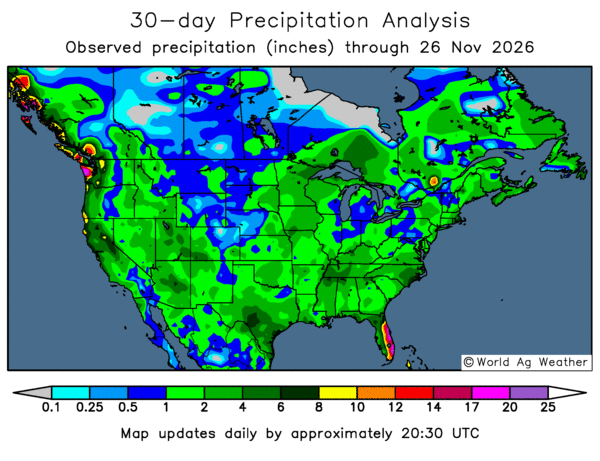 30-day Precipitation Analysis
Observed precipitation (inches) through 26 Nov 2026
© World Ag Weather
0.1 0.25 0.5 1 2 4 6 8 10 12 14 17 20 25
Map updates daily by approximately 20:30 UTC